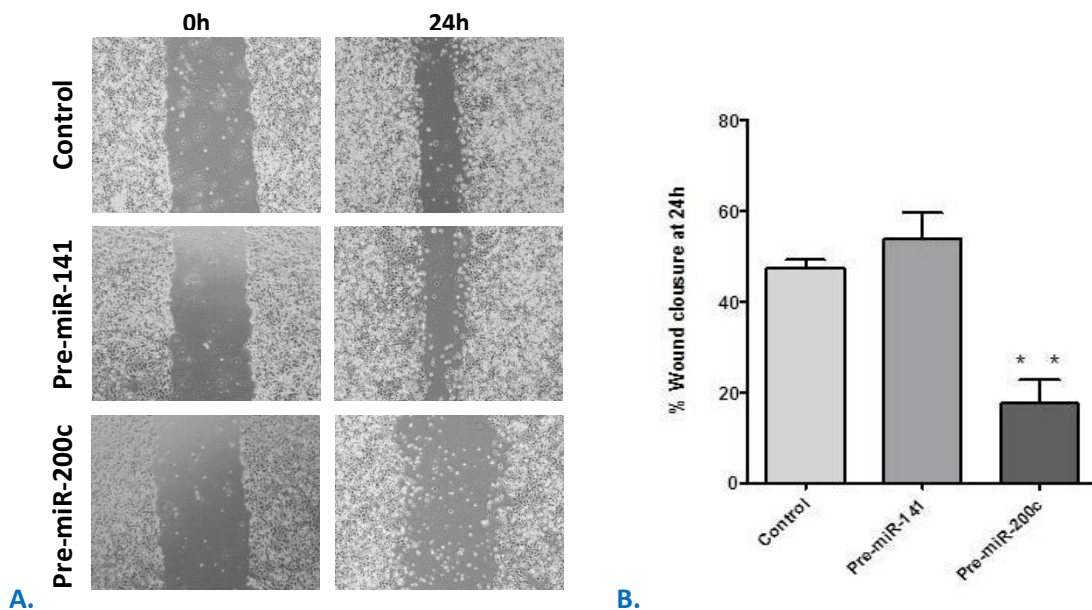 0h 24h
Control
Pre-miR-141
Pre-miR-200c
A.
% Wound clousure at 24h
80
60
40
20
0
* *
Control
Pre-miR-141
Pre-miR-200c
B.